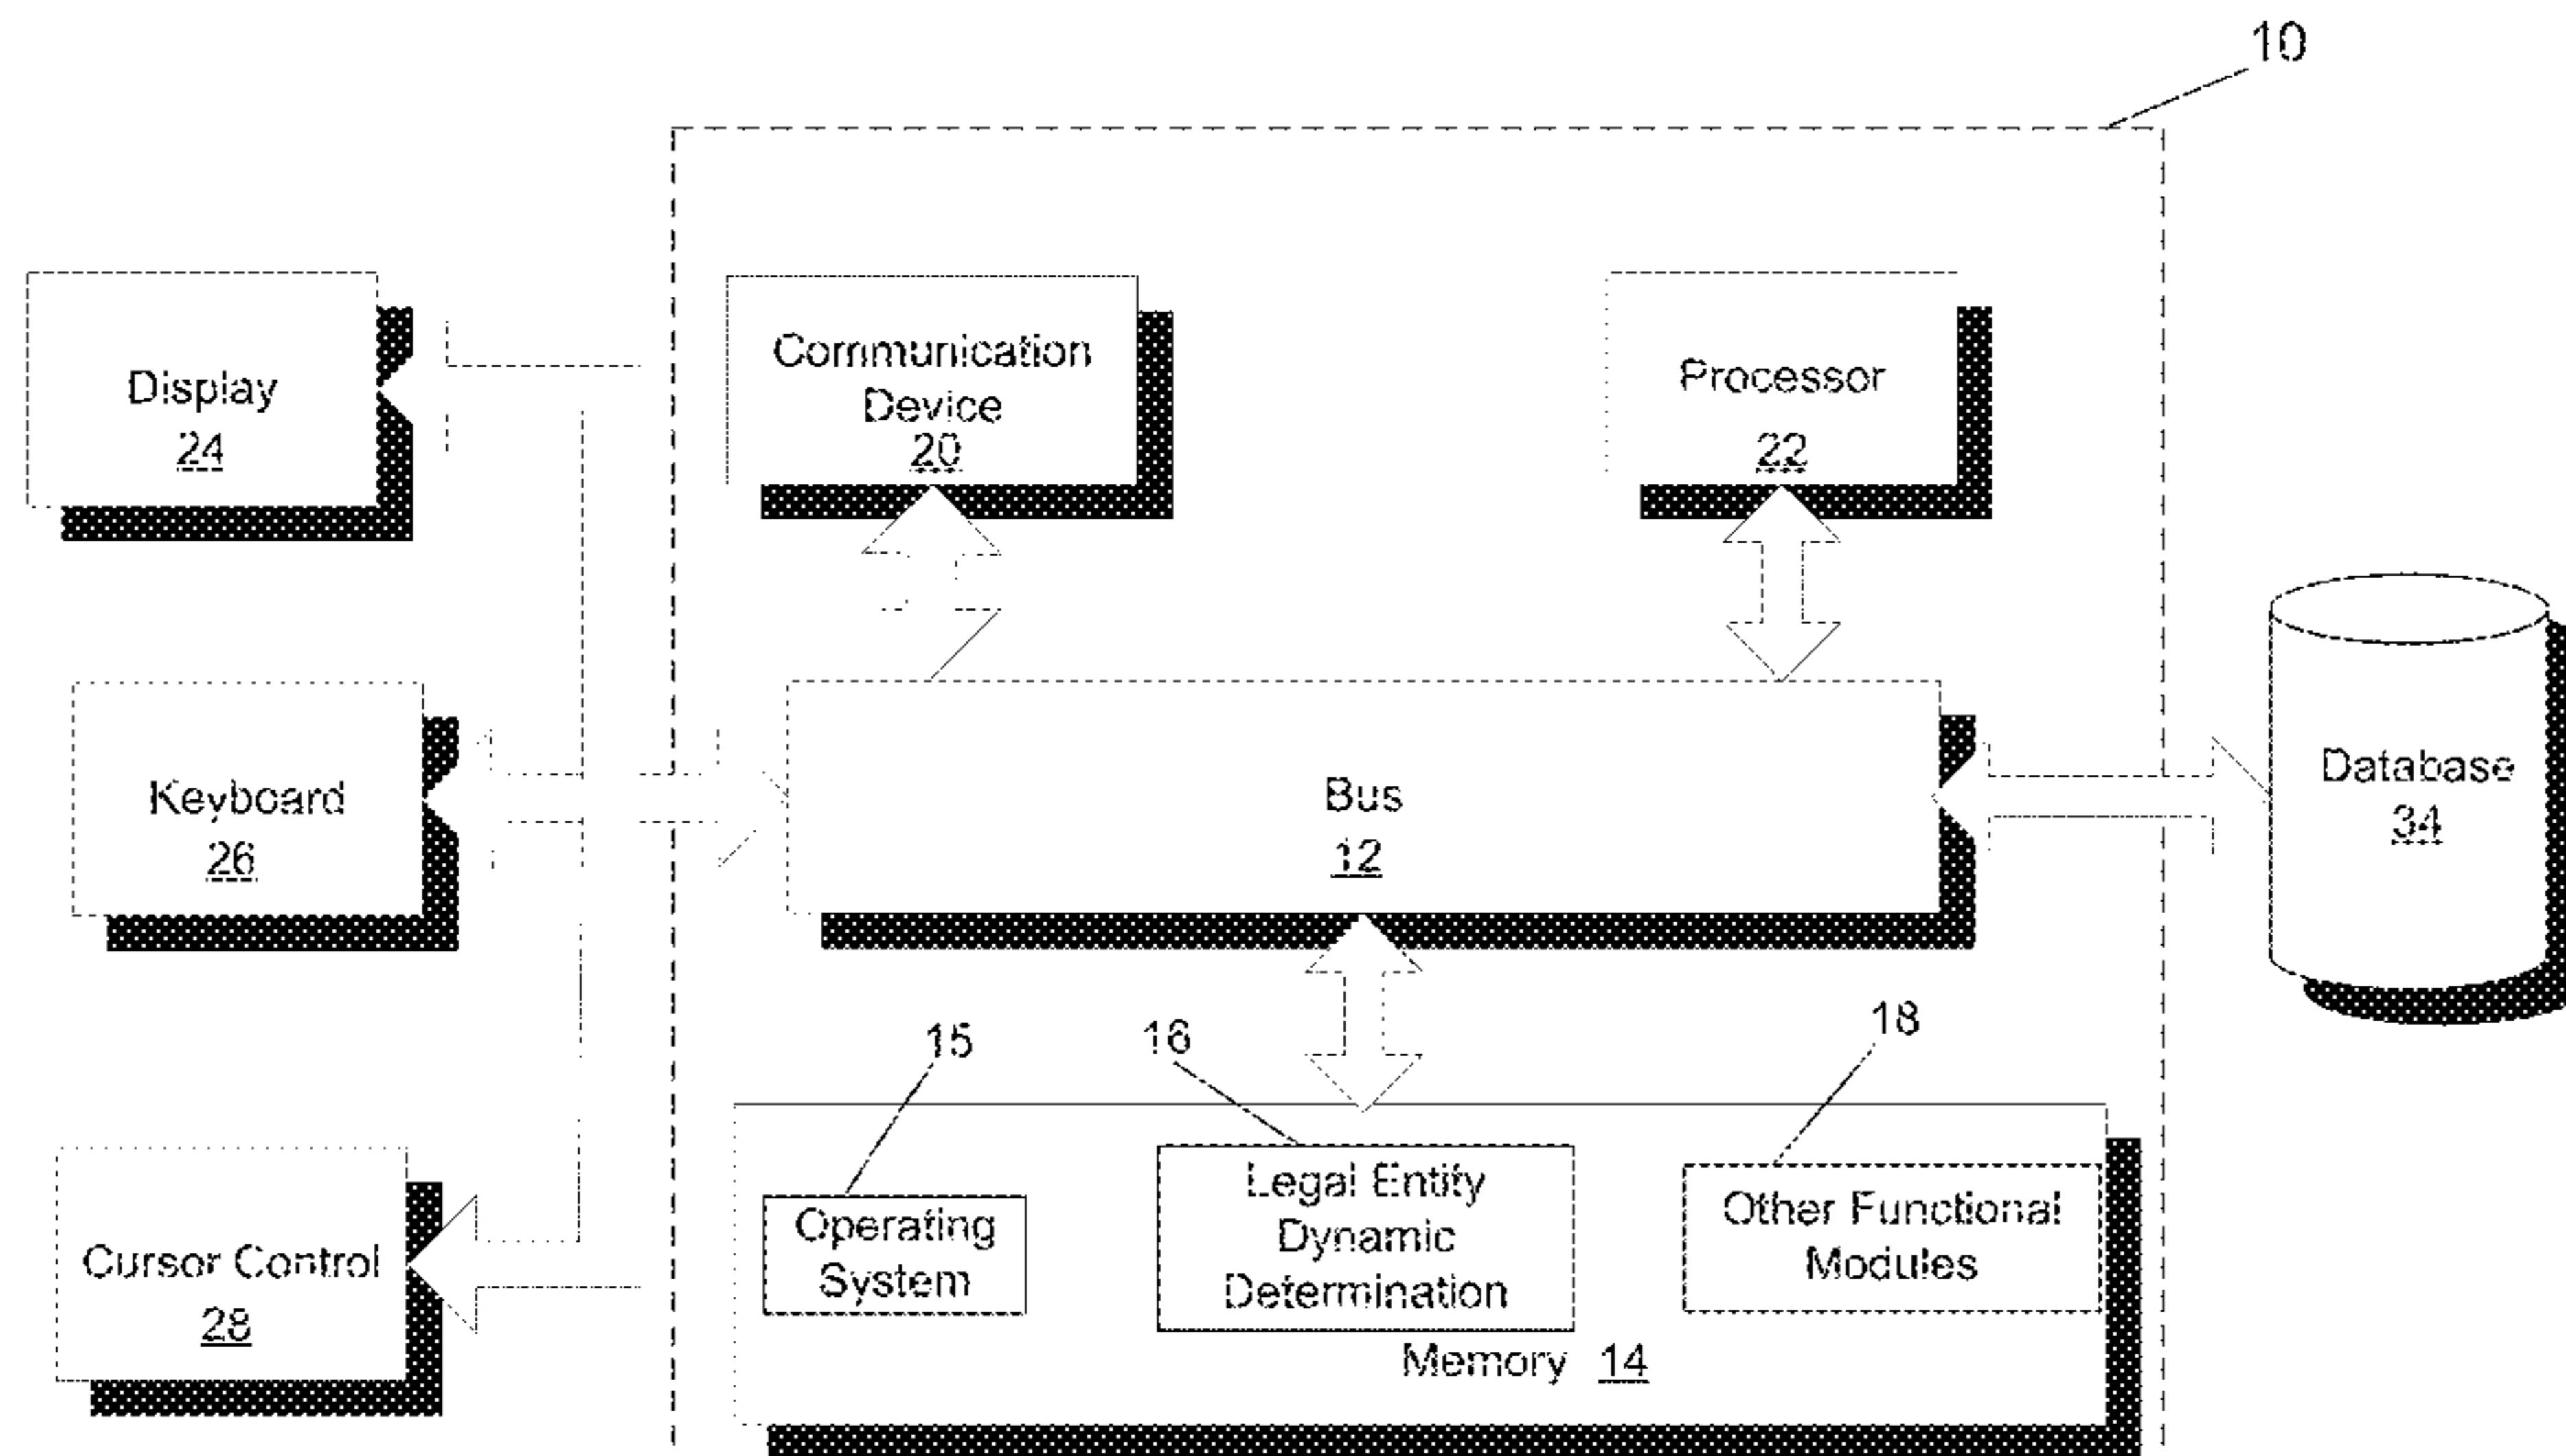 10
Display
24
Communication
Device
20
Processor
22
Keyboard
26
Bus
12
Database
34
15
16
18
Cursor Control
28
Operating
System
Legal Entity
Dynamic
Determination
Other Functional
Modules
Memory 14